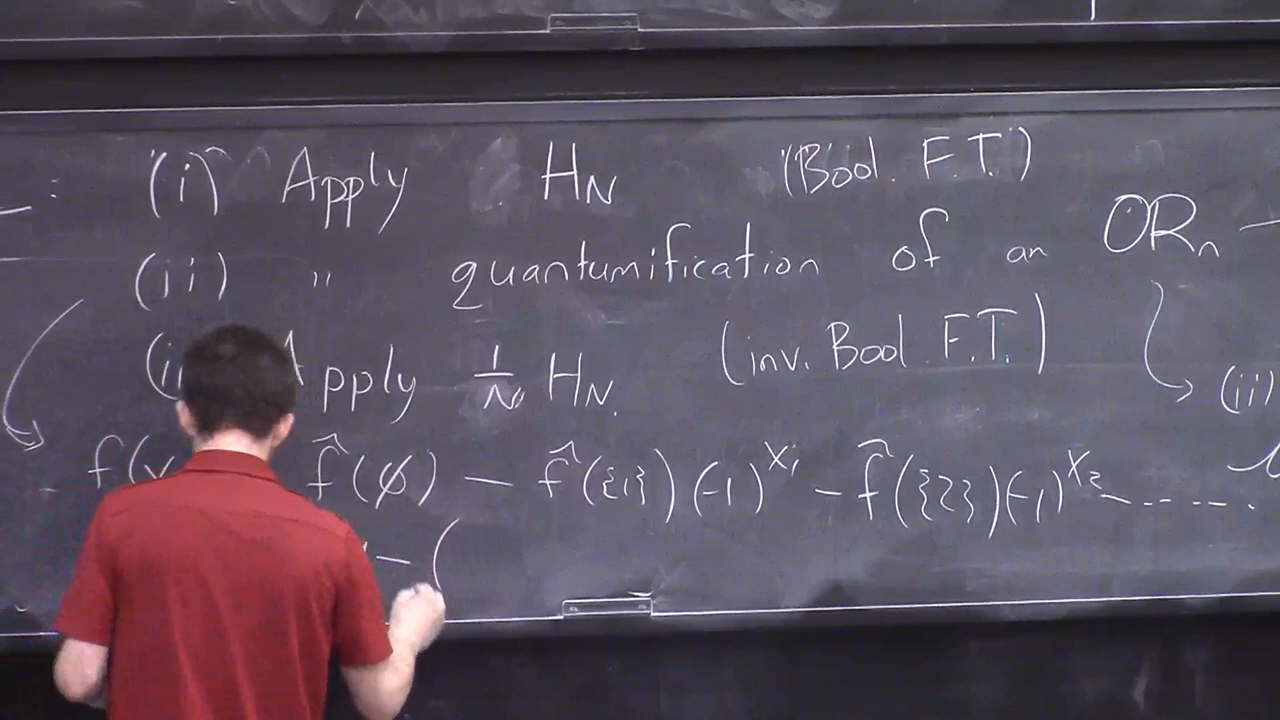 (i) Apply H_N (Bool. F.T.)
(ii) " quantumification of an OR_n —
Apply 1/N H_N. (inv. Bool. F.T.) (ii)
f( f̂(∅) − f̂({1})(-1)^{x_1} − f̂({2})(-1)^{x_2} - - - - - .
− (